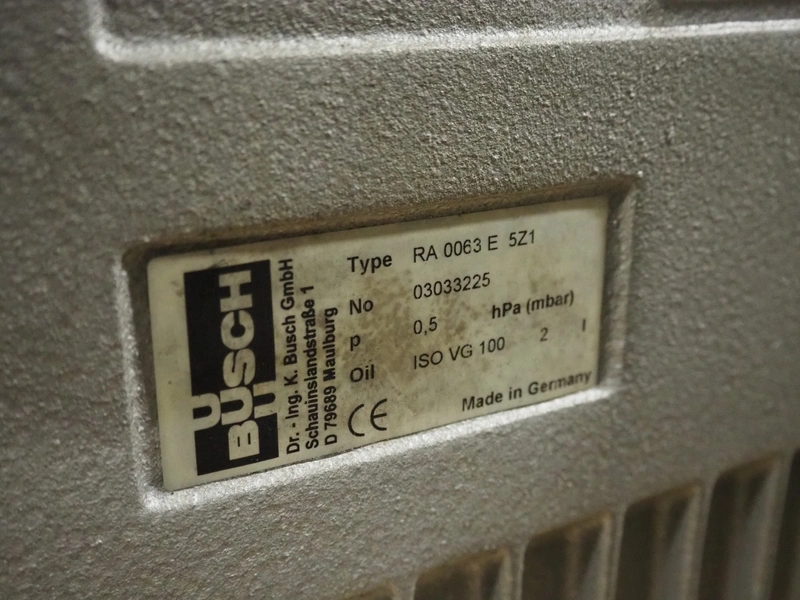 BUSCH
Dr. - Ing. K. Busch GmbH
Schauinslandstraße 1
D 79689 Maulburg
Type RA 0063 E 5Z1
No 03033225
p 0,5 hPa (mbar)
Oil ISO VG 100 2 l
CE
Made in Germany